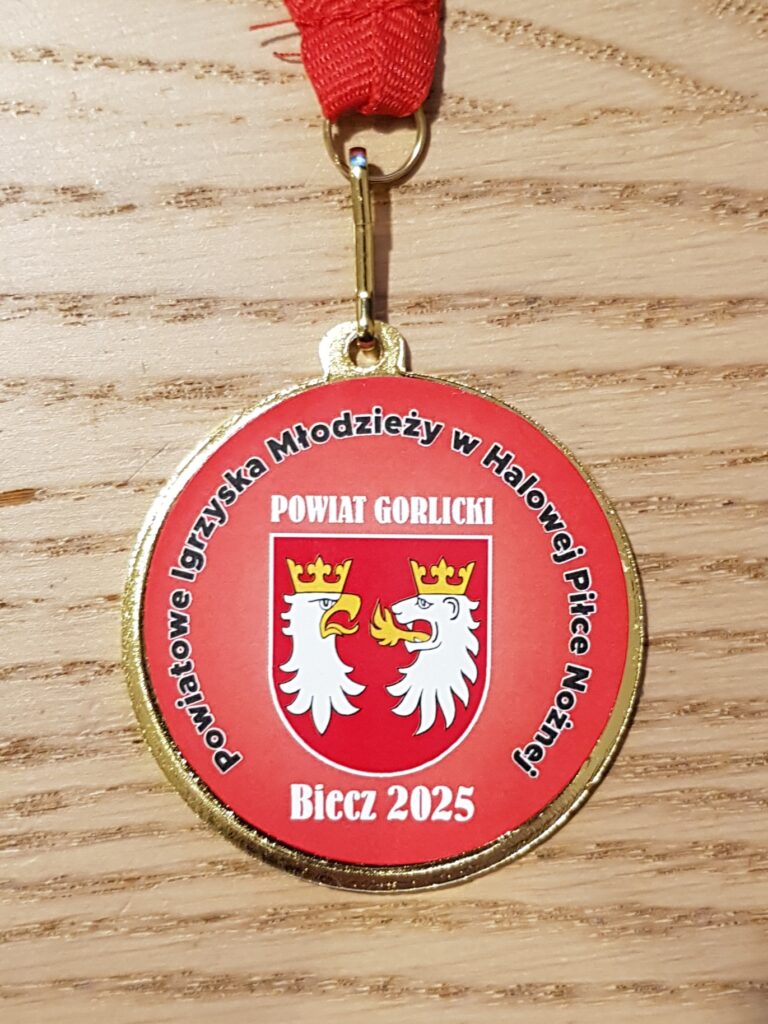 Powiatowe Igrzyska Młodzieży w Halowej Piłce Nożnej
POWIAT GORLICKI
Biecz 2025